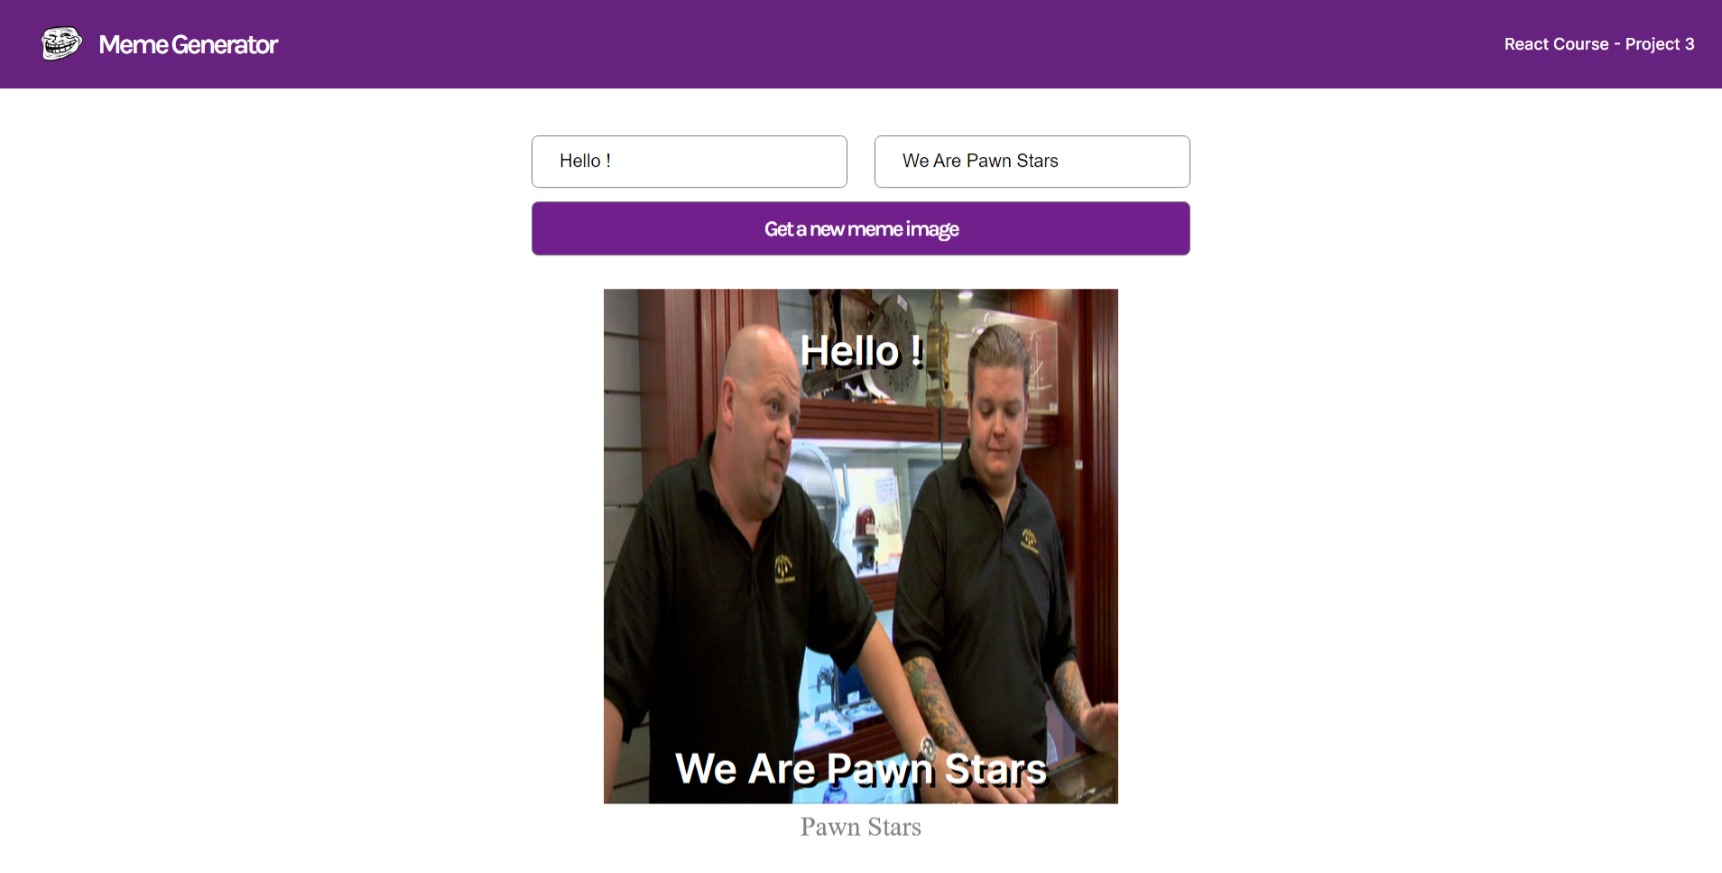 Meme Generator
React Course - Project 3
Hello !
We Are Pawn Stars
Get a new meme image
Hello !
We Are Pawn Stars
Pawn Stars